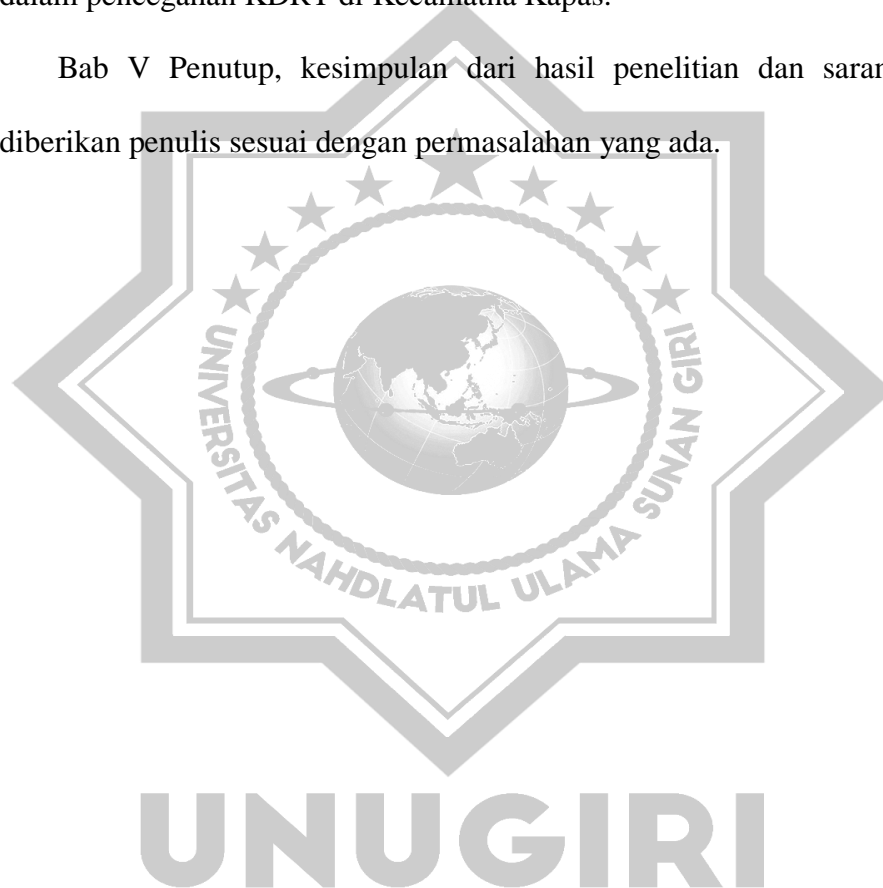 dalam pencegahan KDRT di Kecamatna Kapas.
Bab V Penutup, kesimpulan dari hasil penelitian dan saran
diberikan penulis sesuai dengan permasalahan yang ada.
UNIVERSITAS NAHDLATUL ULAMA SUNAN GIRI
UNUGIRI